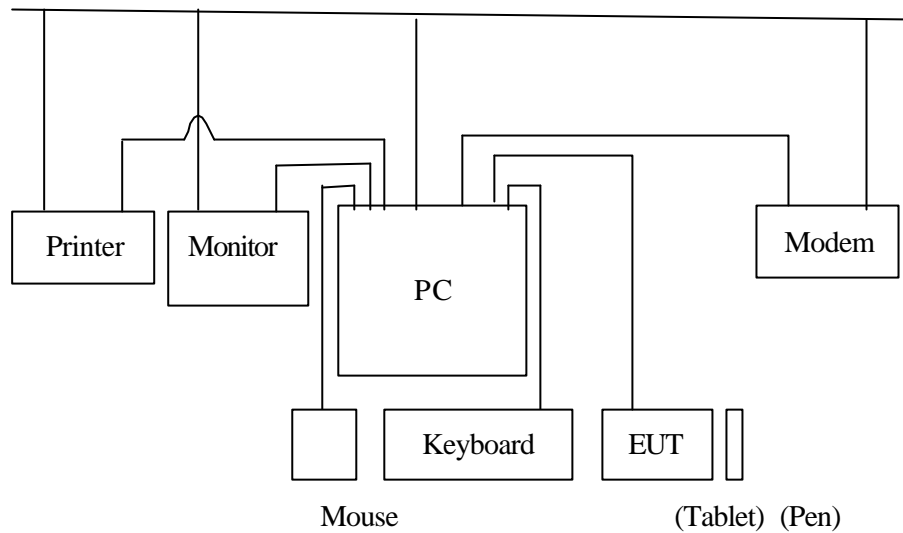 Printer
Monitor
PC
Modem
Keyboard
EUT
Mouse
(Tablet) (Pen)